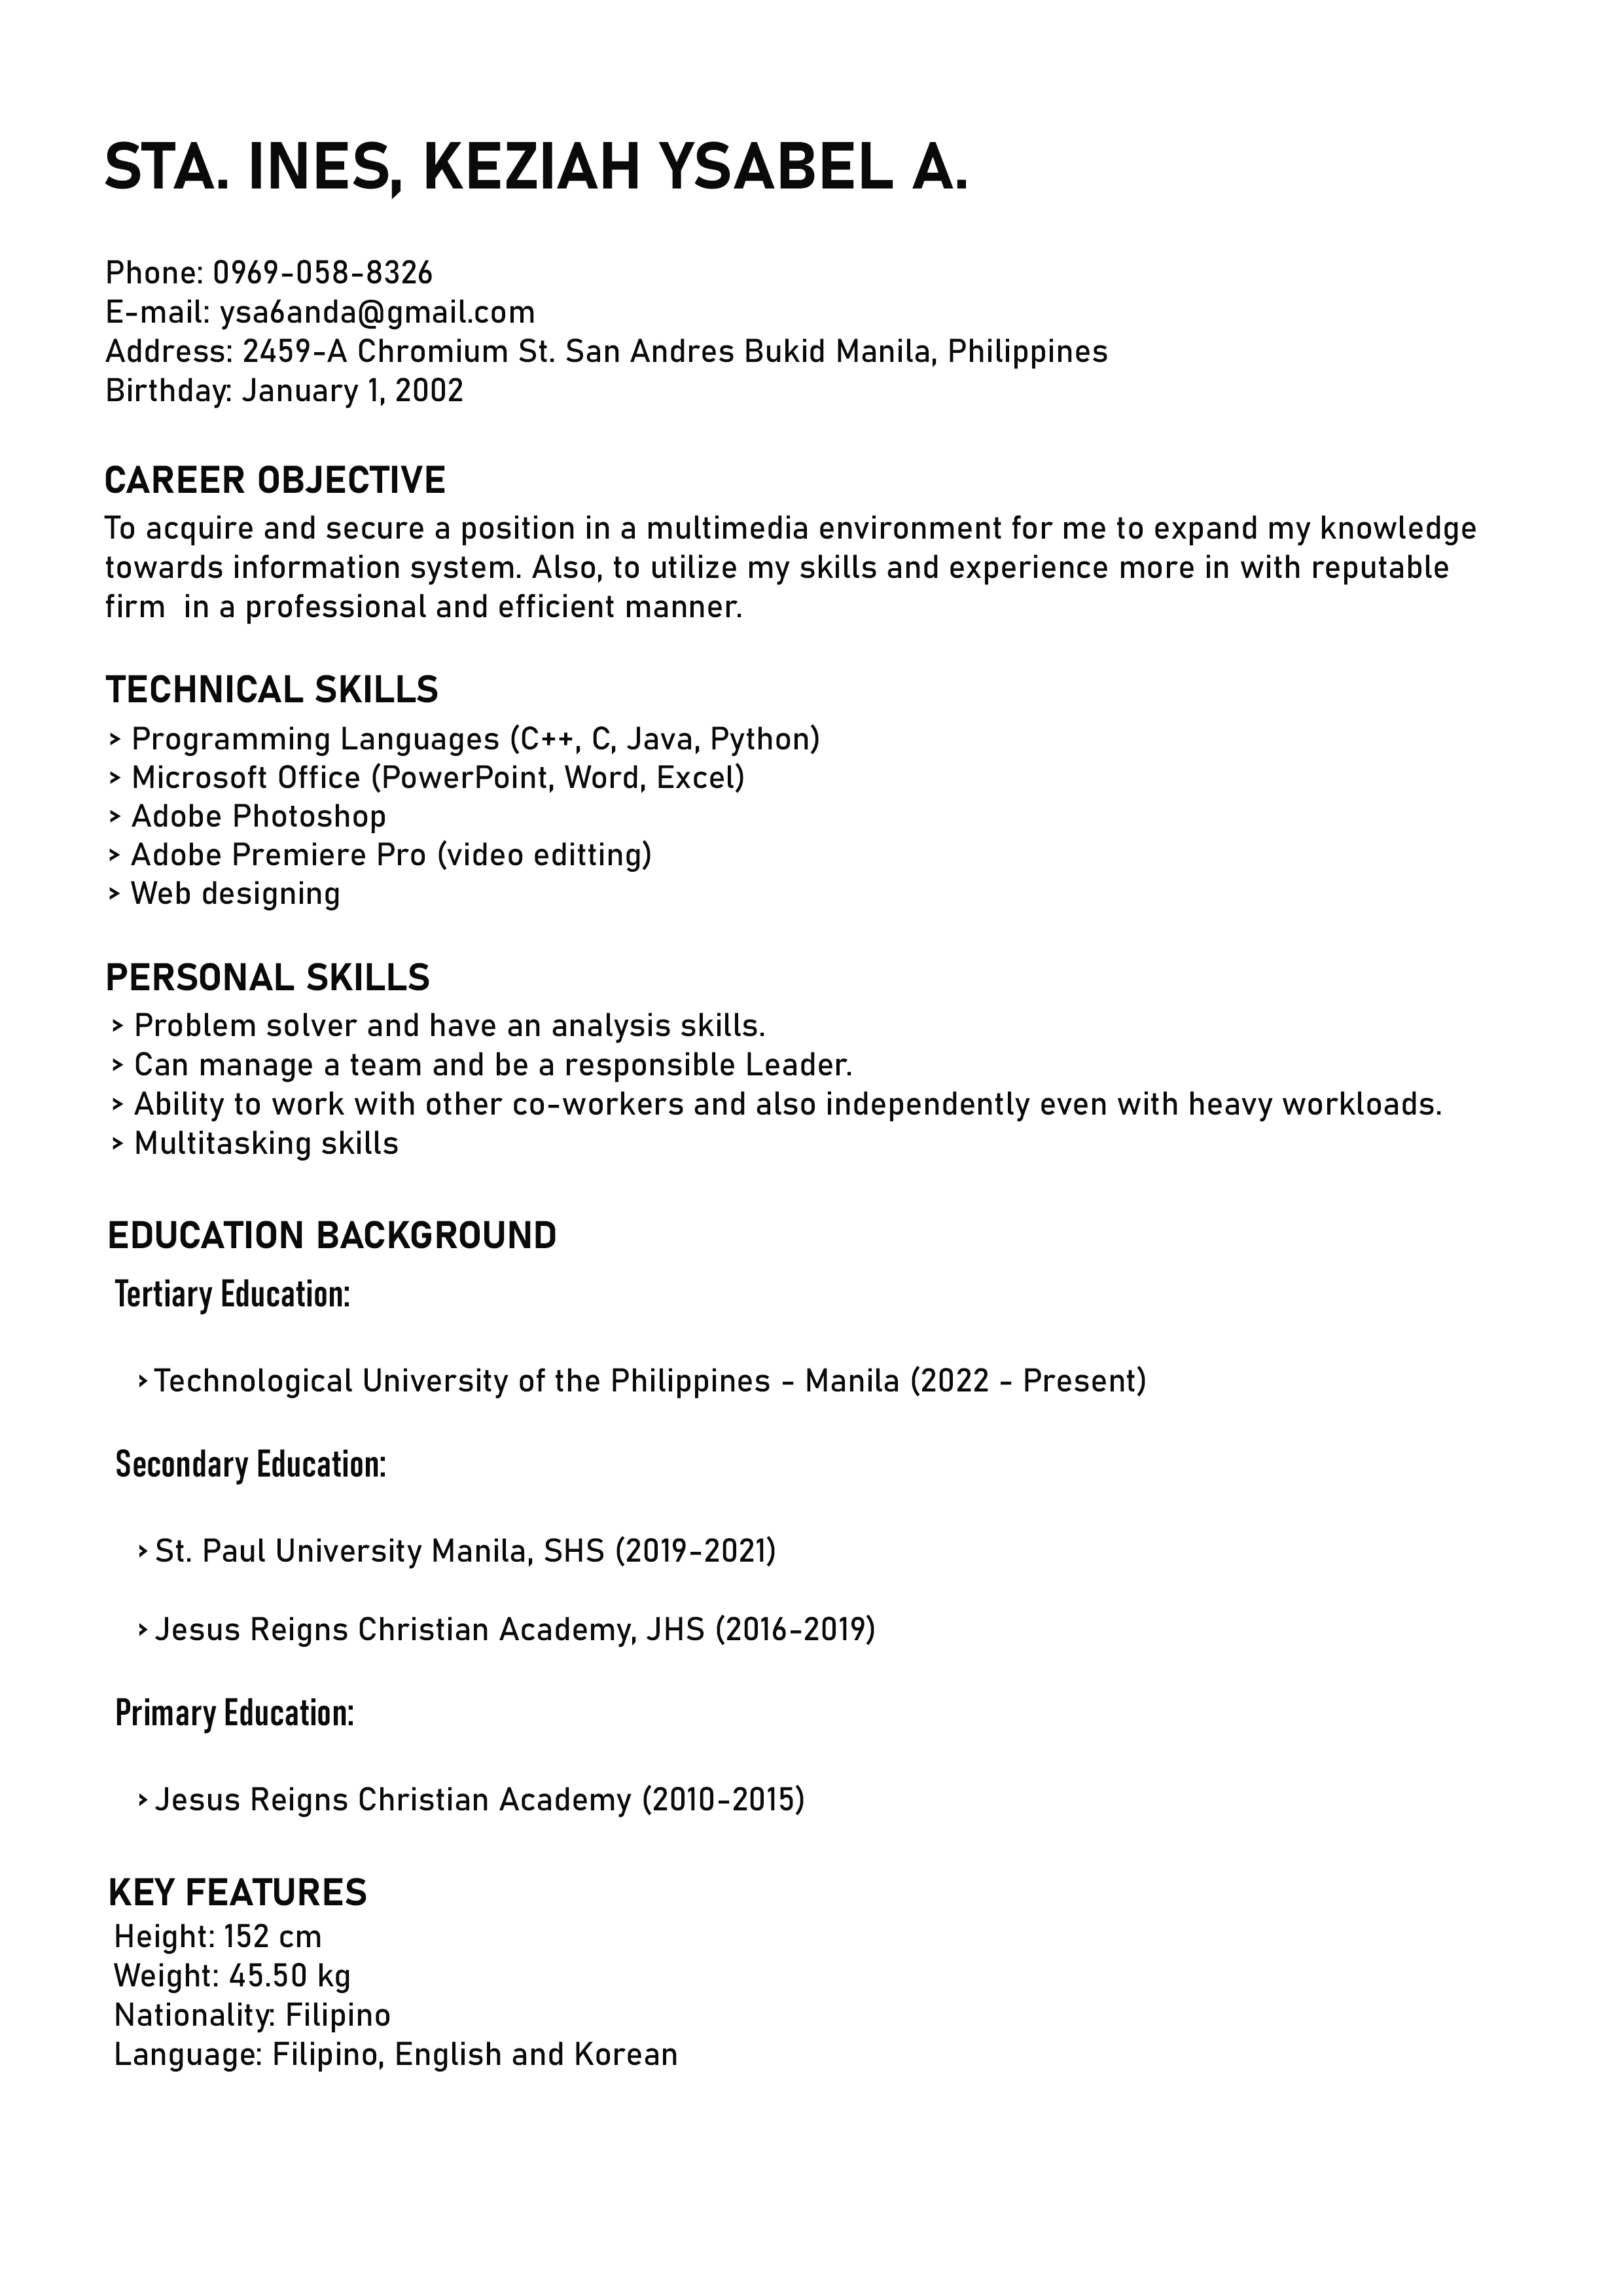 STA. INES, KEZIAH YSABEL A.
Phone: 0969-058-8326
E-mail: ysa6anda@gmail.com
Address: 2459-A Chromium St. San Andres Bukid Manila, Philippines
Birthday: January 1, 2002
CAREER OBJECTIVE
To acquire and secure a position in a multimedia environment for me to expand my knowledge
towards information system. Also, to utilize my skills and experience more in with reputable
firm  in a professional and efficient manner.
TECHNICAL SKILLS
> Programming Languages (C++, C, Java, Python)
> Microsoft Office (PowerPoint, Word, Excel)
> Adobe Photoshop
> Adobe Premiere Pro (video editting)
> Web designing
PERSONAL SKILLS
> Problem solver and have an analysis skills.
> Can manage a team and be a responsible Leader.
> Ability to work with other co-workers and also independently even with heavy workloads.
> Multitasking skills
EDUCATION BACKGROUND
Tertiary Education:
> Technological University of the Philippines - Manila (2022 - Present)
Secondary Education:
> St. Paul University Manila, SHS (2019-2021)
> Jesus Reigns Christian Academy, JHS (2016-2019)
Primary Education:
> Jesus Reigns Christian Academy (2010-2015)
KEY FEATURES
Height: 152 cm
Weight: 45.50 kg
Nationality: Filipino
Language: Filipino, English and Korean